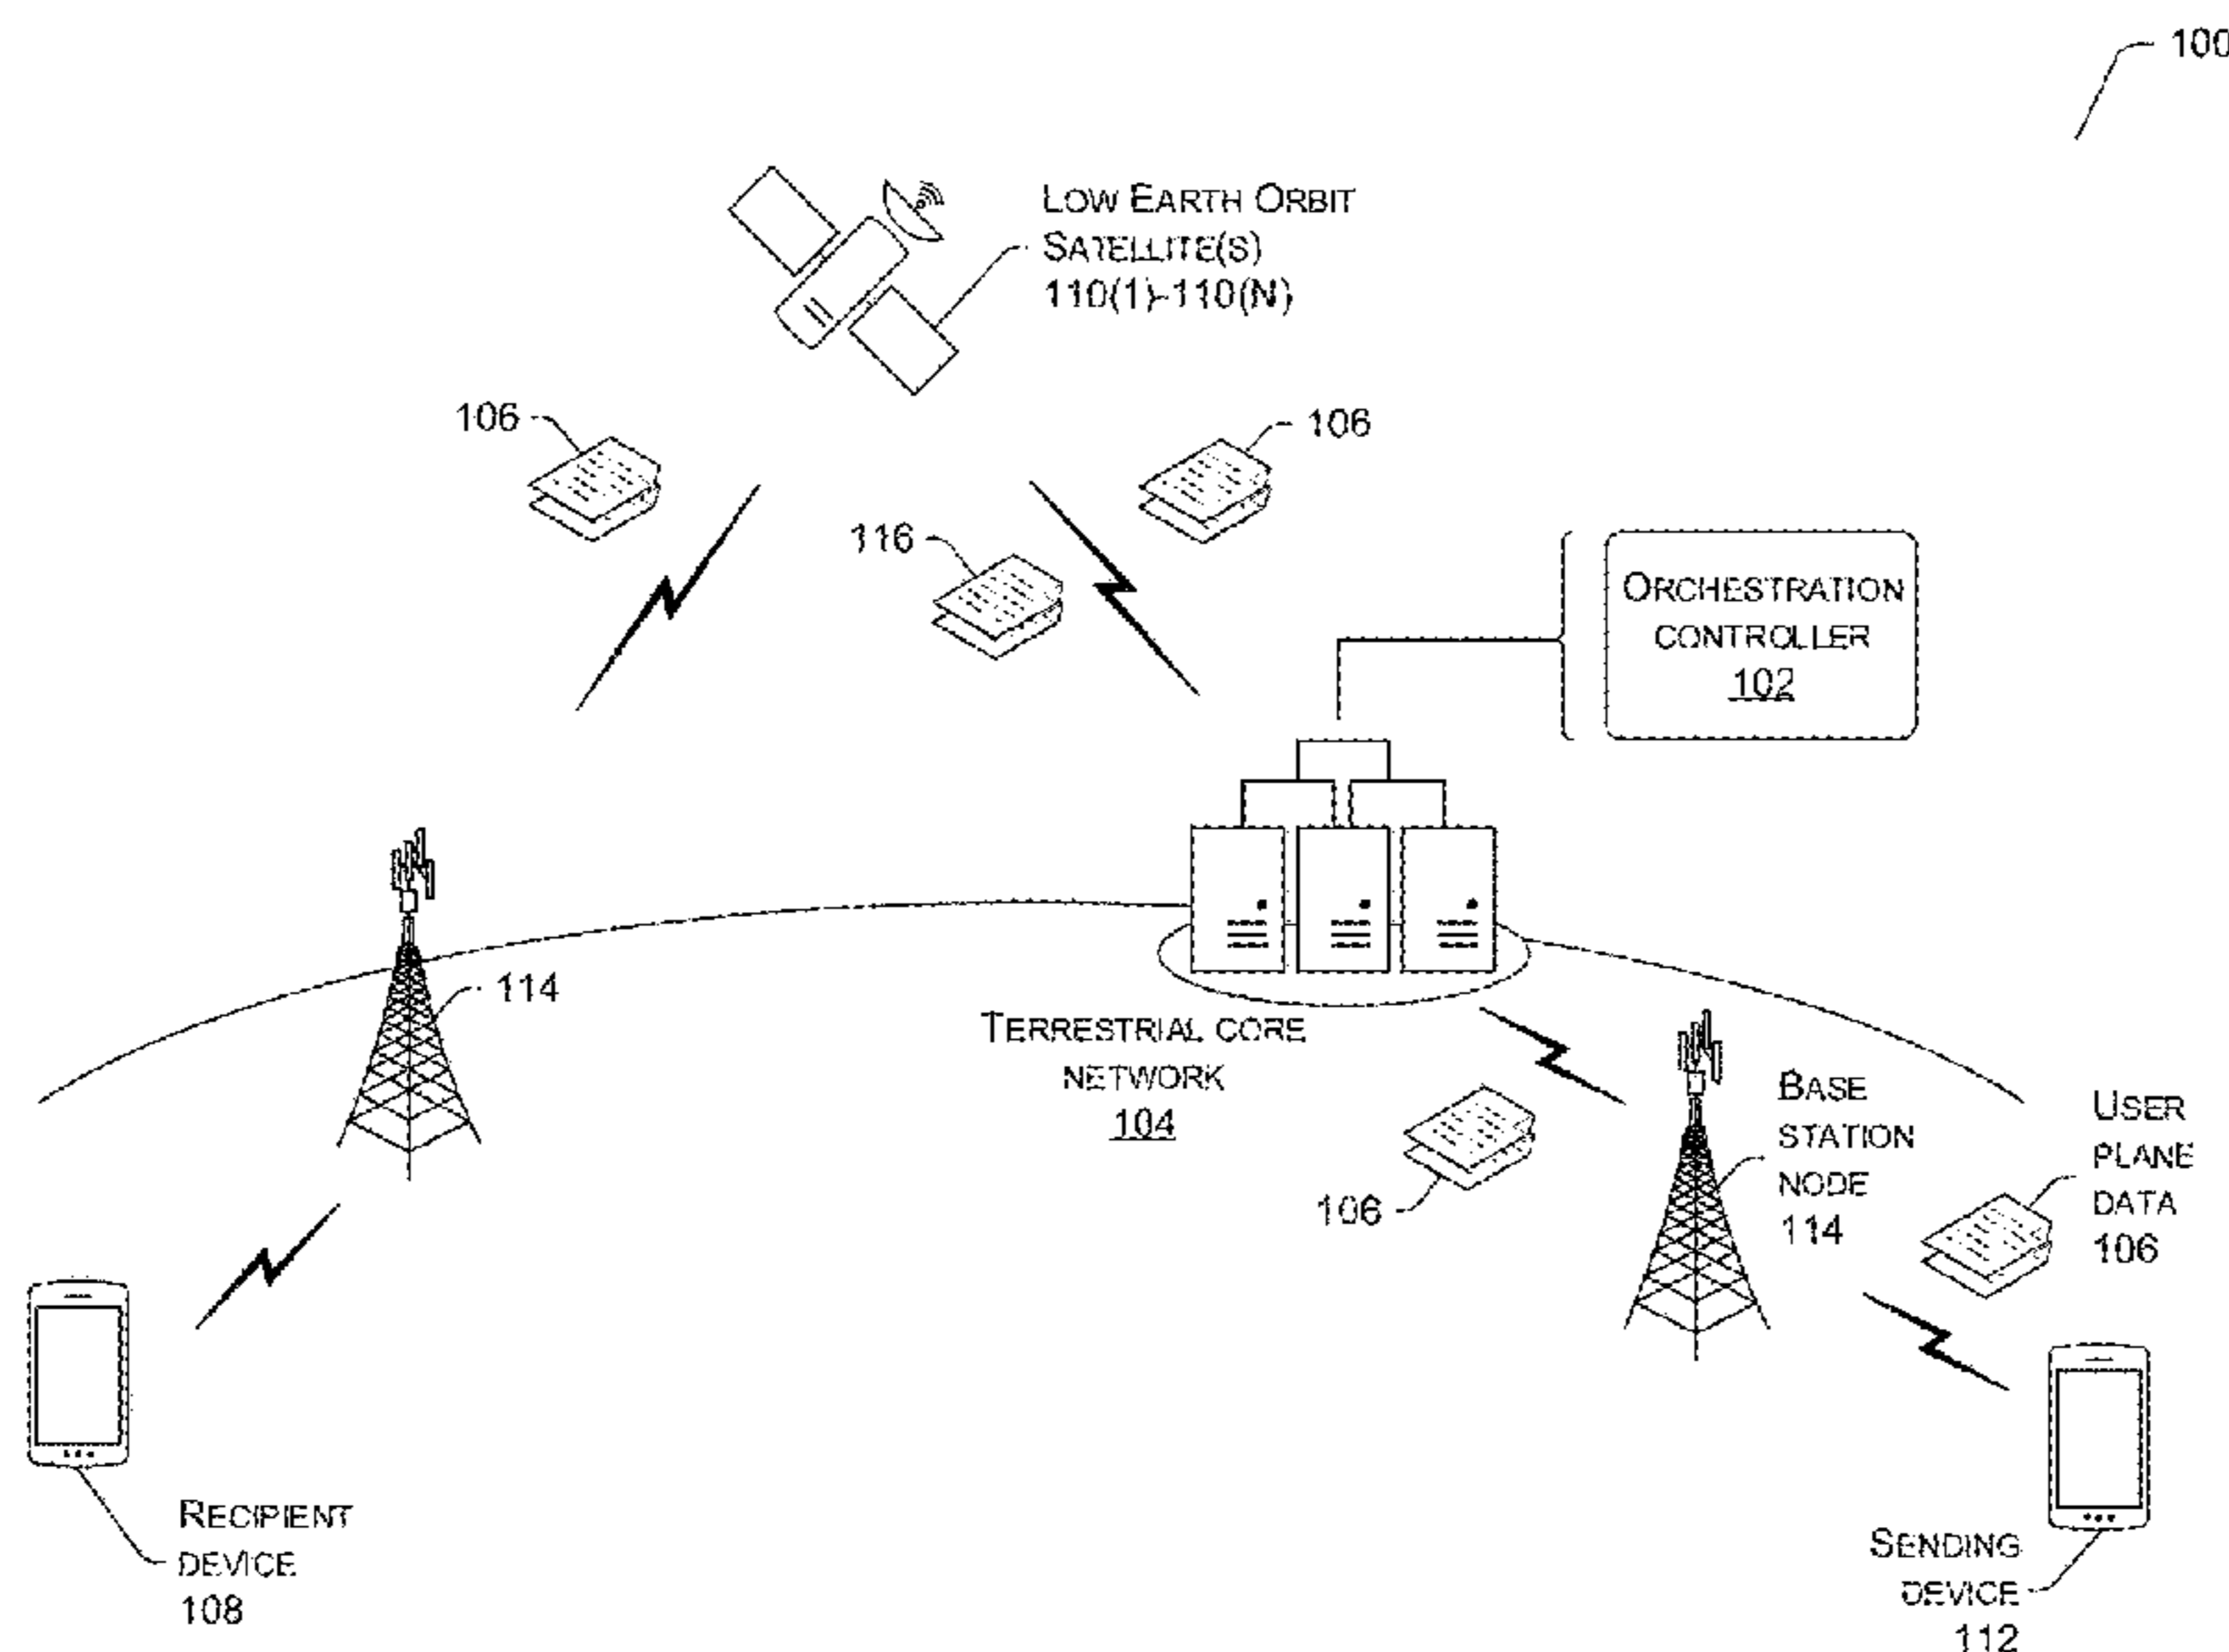 100
LOW EARTH ORBIT
SATELLITE(S)
110(1)-110(N)
106
106
116
ORCHESTRATION
CONTROLLER
102
114
TERRESTRIAL CORE
NETWORK
104
BASE
STATION
NODE
114
USER
PLANE
DATA
106
106
RECIPIENT
DEVICE
108
SENDING
DEVICE
112